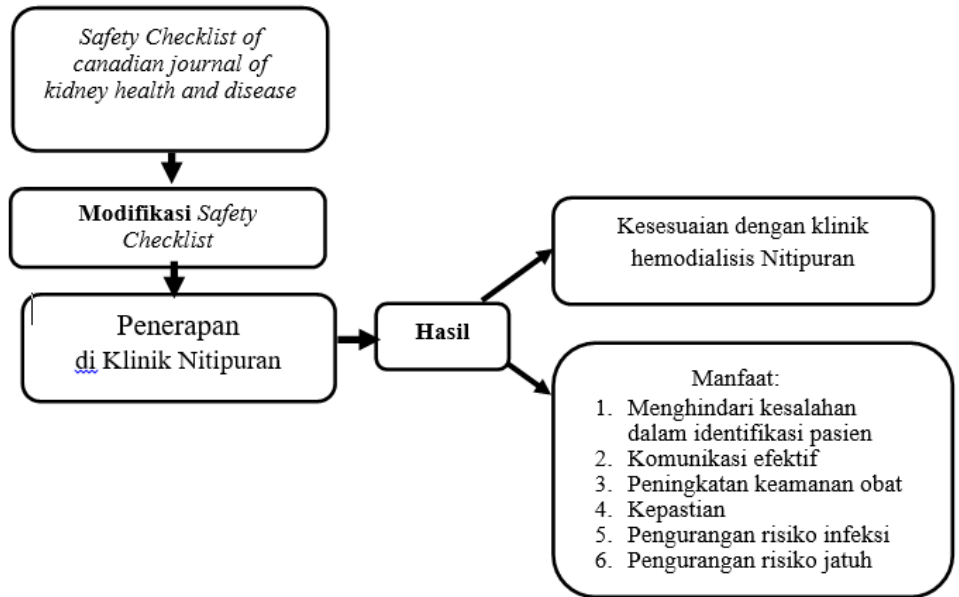 Safety Checklist of
canadian journal of
kidney health and disease
Modifikasi Safety
Checklist
Penerapan
di Klinik Nitipuran
Hasil
Kesesuaian dengan klinik
hemodialisis Nitipuran
Manfaat:
1. Menghindari kesalahan
dalam identifikasi pasien
2. Komunikasi efektif
3. Peningkatan keamanan obat
4. Kepastian
5. Pengurangan risiko infeksi
6. Pengurangan risiko jatuh